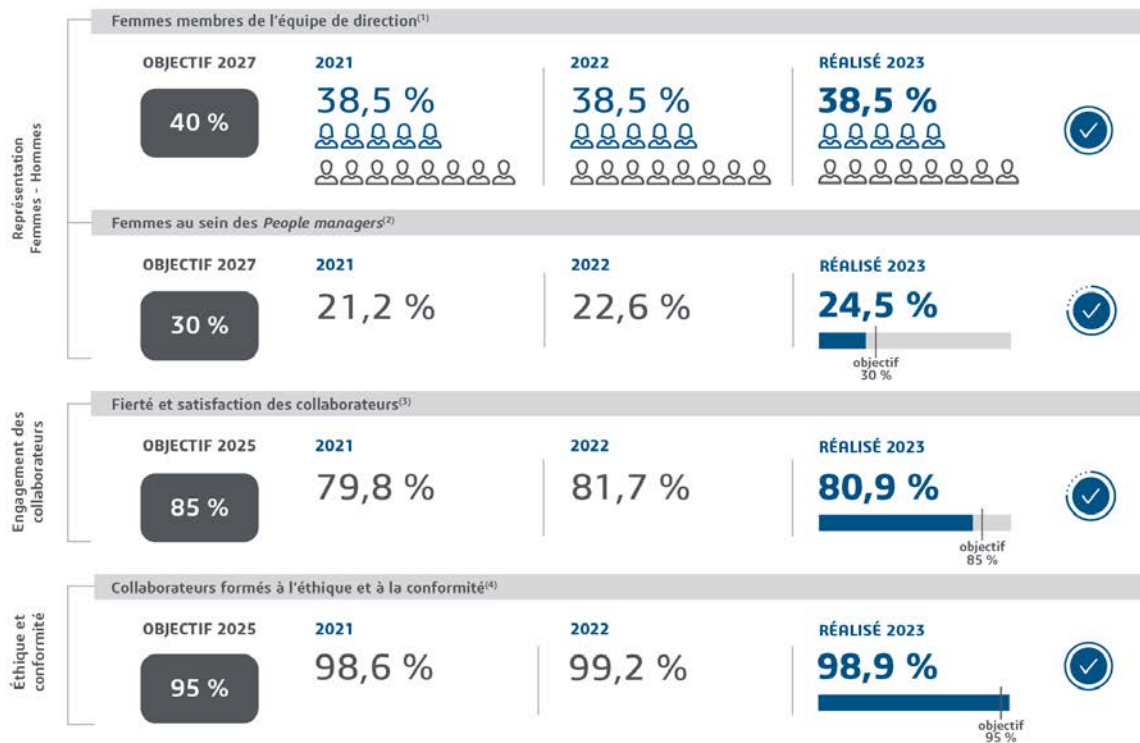 Représentation
Femmes - Hommes
Femmes membres de l'équipe de direction(1)
OBJECTIF 2027
40 %
2021
38,5 %
2022
38,5 %
RÉALISÉ 2023
38,5 %
Femmes au sein des People managers(2)
OBJECTIF 2027
30 %
2021
21,2 %
2022
22,6 %
RÉALISÉ 2023
24,5 %
objectif
30 %
Engagement des
collaborateurs
Fierté et satisfaction des collaborateurs(3)
OBJECTIF 2025
85 %
2021
79,8 %
2022
81,7 %
RÉALISÉ 2023
80,9 %
objectif
85 %
Éthique et
conformité
Collaborateurs formés à l'éthique et à la conformité(4)
OBJECTIF 2025
95 %
2021
98,6 %
2022
99,2 %
RÉALISÉ 2023
98,9 %
objectif
95 %